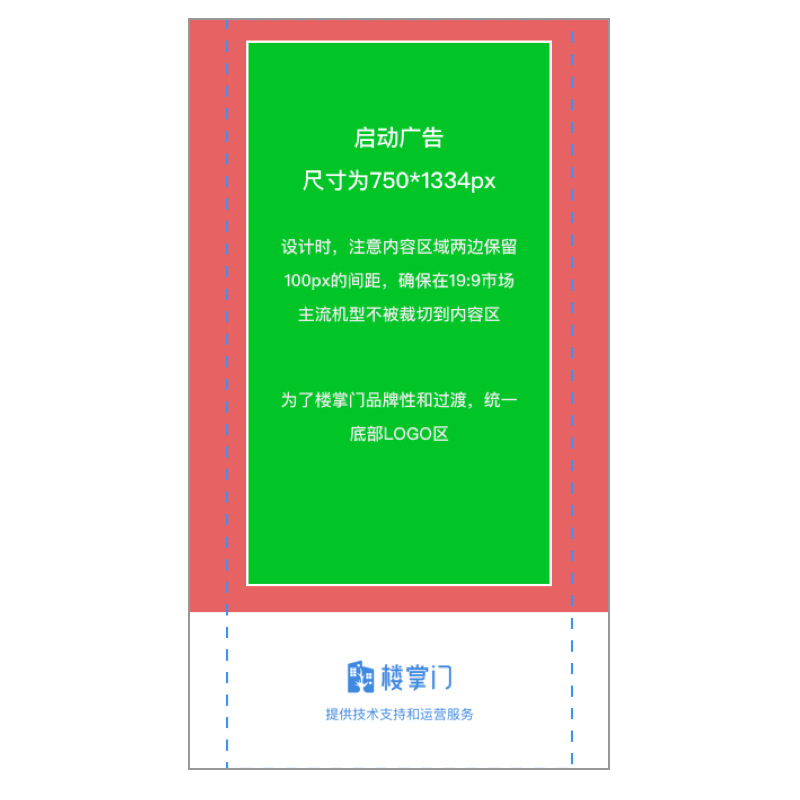 启动广告
尺寸为750*1334px
设计时，注意内容区域两边保留
100px的间距，确保在19:9市场
主流机型不被裁切到内容区
为了楼掌门品牌性和过渡，统一
底部LOGO区
楼掌门
提供技术支持和运营服务